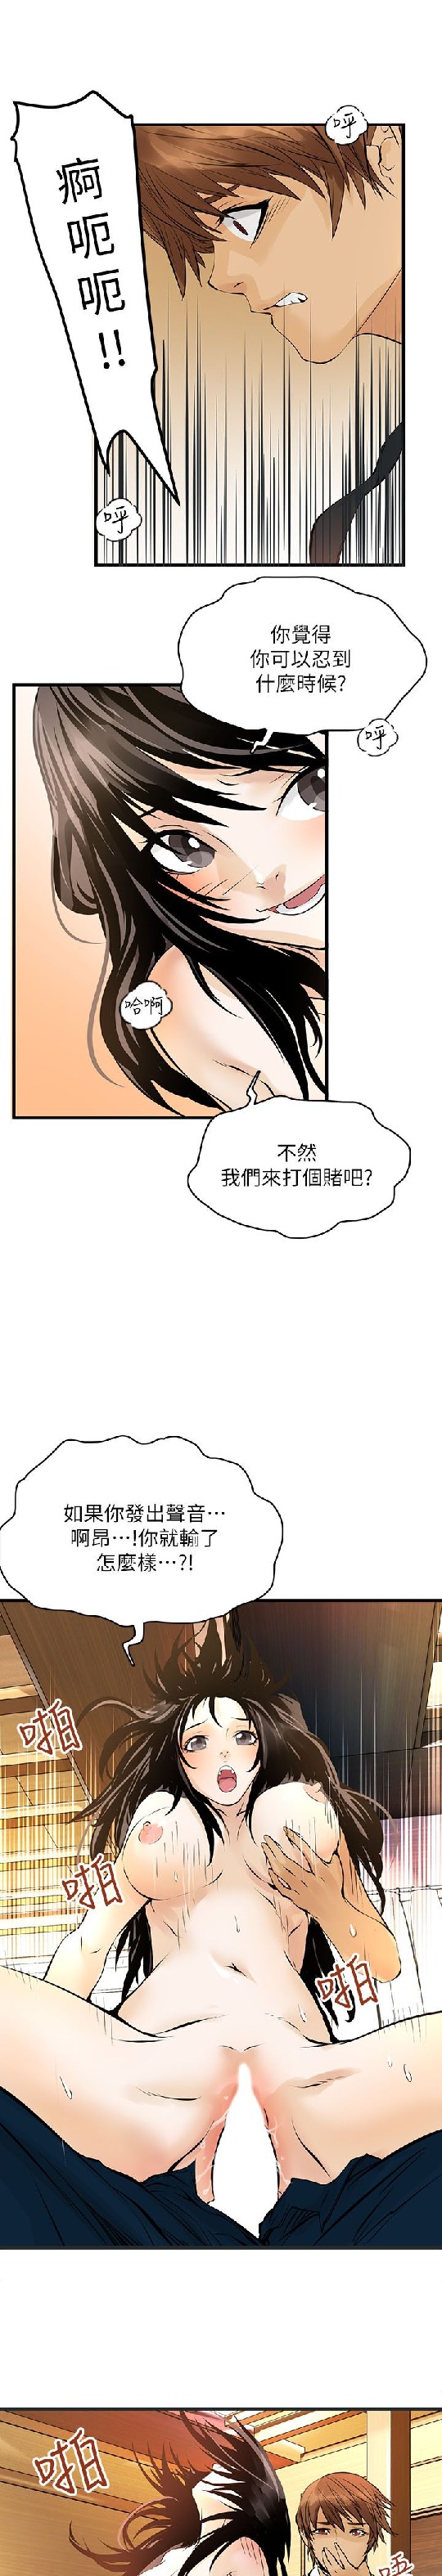 呼
痾
呃
呃
!!
呼
你覺得
你可以忍到
什麼時候?
呼
哈啊
不然
我們來打個賭吧?
如果你發出聲音…
啊昂…!你就輸了
怎麼樣…?!
啪
啪
啪
啪
唔